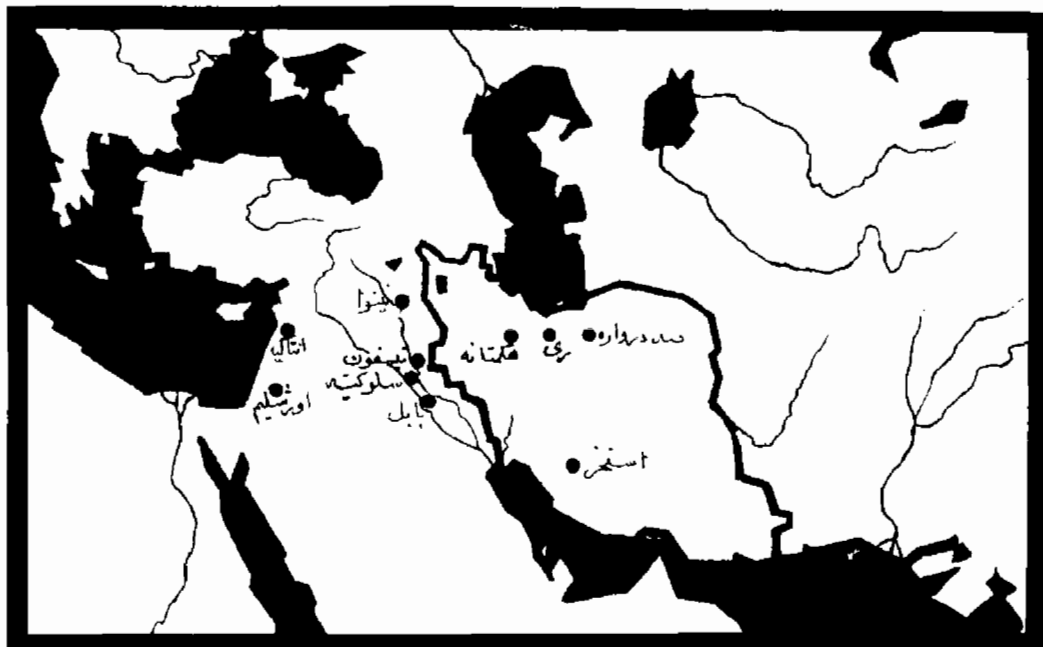 نینوا
صد دروازه
ری
هگمتانه
انتاکیه
تیسفون
سلوکیه
اورشلیم
بابل
استخر